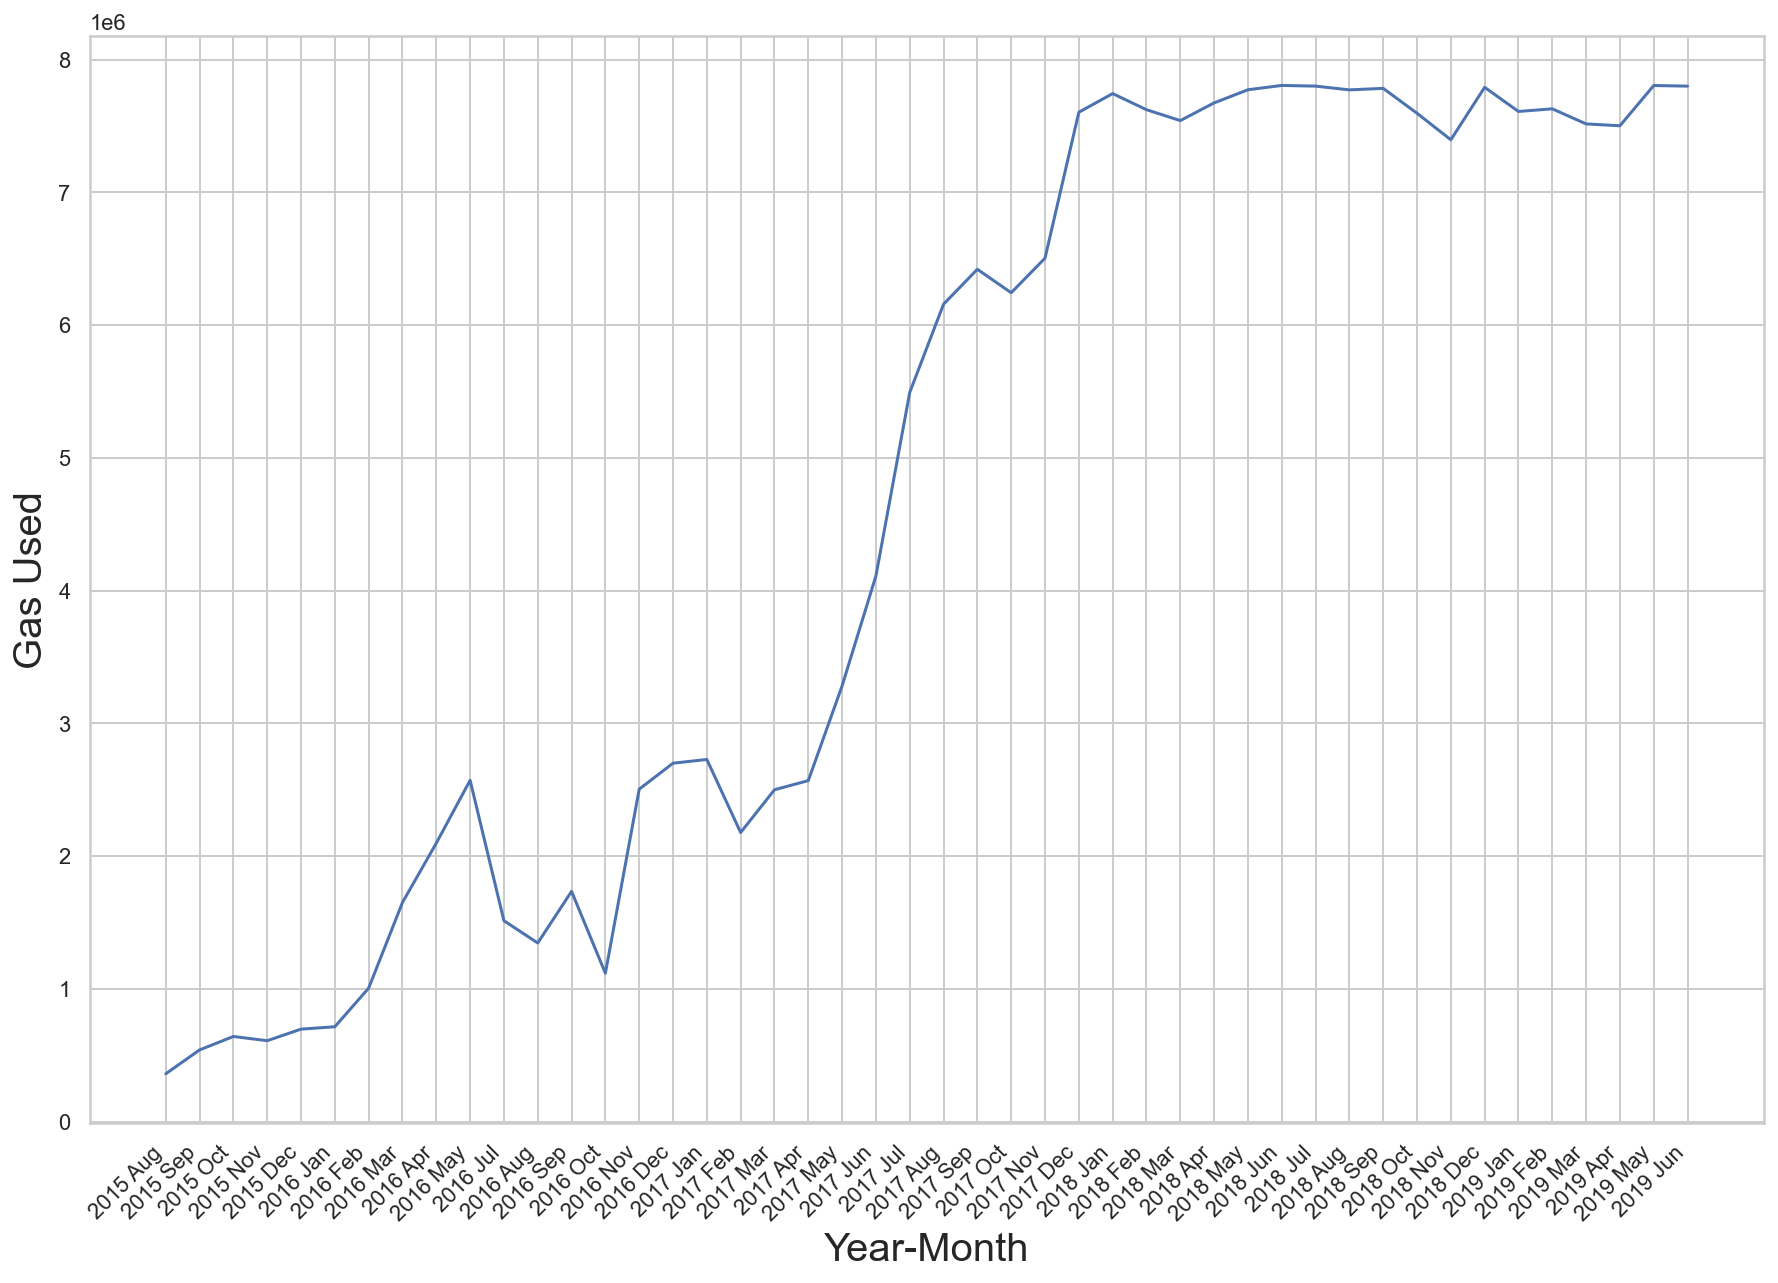 1e6
8
7
6
5
4
3
2
1
0
Gas Used
2015 Aug
2015 Sep
2015 Oct
2015 Nov
2015 Dec
2016 Jan
2016 Feb
2016 Mar
2016 Apr
2016 May
2016 Jul
2016 Aug
2016 Sep
2016 Oct
2016 Nov
2016 Dec
2017 Jan
2017 Feb
2017 Mar
2017 Apr
2017 May
2017 Jun
2017 Jul
2017 Aug
2017 Sep
2017 Oct
2017 Nov
2017 Dec
2018 Jan
2018 Feb
2018 Mar
2018 Apr
2018 May
2018 Jun
2018 Jul
2018 Aug
2018 Sep
2018 Oct
2018 Nov
2018 Dec
2019 Jan
2019 Feb
2019 Mar
2019 Apr
2019 May
2019 Jun
Year-Month